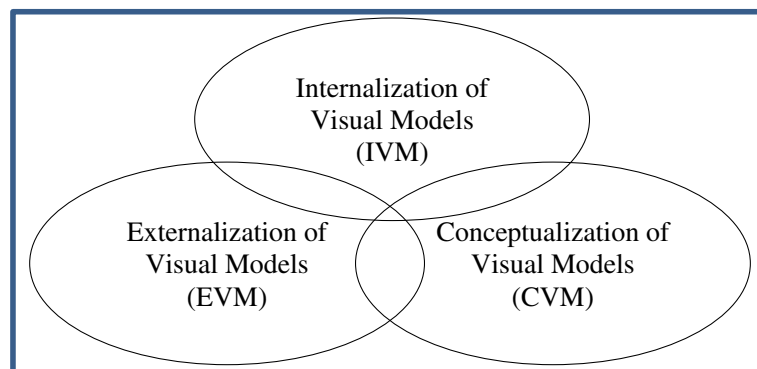 Internalization of
Visual Models
(IVM)
Externalization of
Visual Models
(EVM)
Conceptualization of
Visual Models
(CVM)